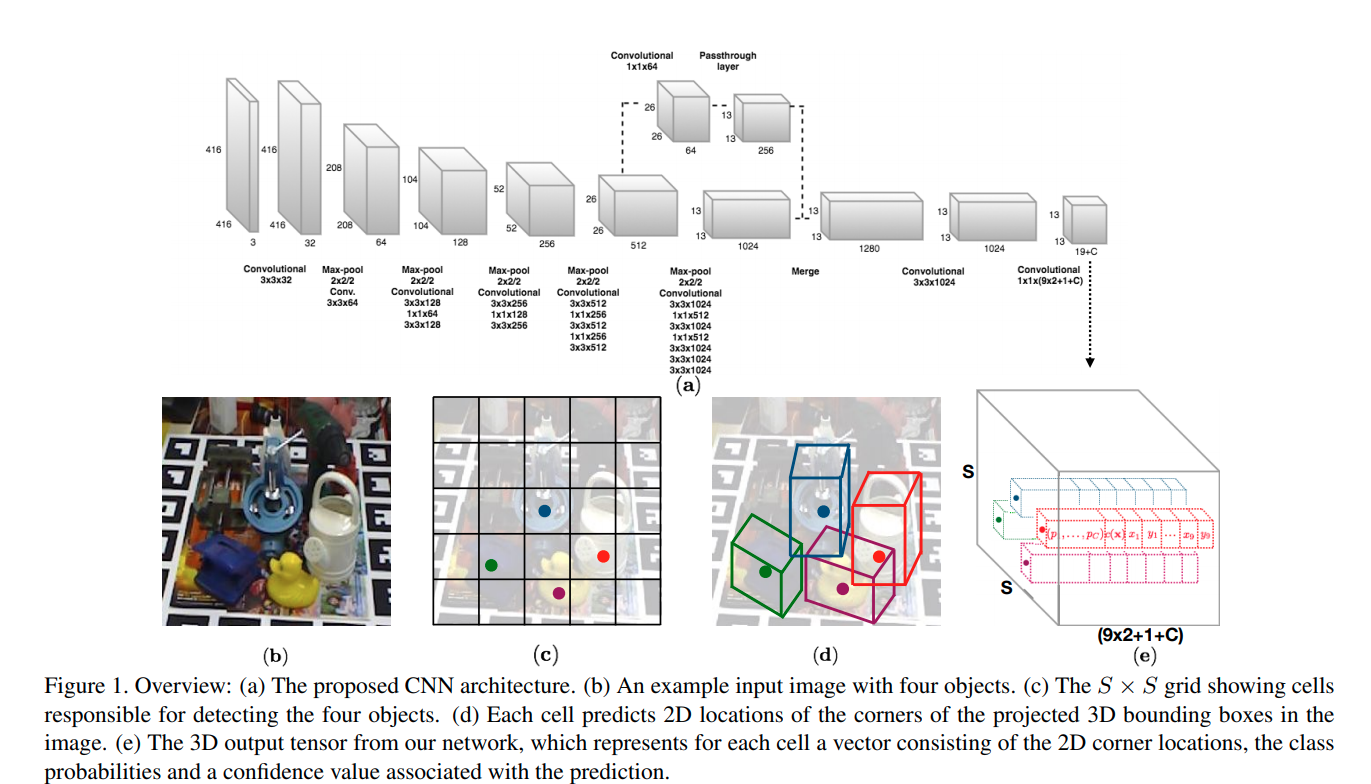 Convolutional
1x1x64
Passthrough
layer
26
26
64
13
13
256
416
416
3
416
416
32
208
208
64
104
104
128
52
52
256
26
26
512
13
13
1024
13
13
1280
13
13
1024
13
13
19+C
Convolutional
3x3x32
Max-pool
2x2/2
Conv.
3x3x64
Max-pool
2x2/2
Convolutional
3x3x128
1x1x64
3x3x128
Max-pool
2x2/2
Convolutional
3x3x256
1x1x128
3x3x256
Max-pool
2x2/2
Convolutional
3x3x512
1x1x256
3x3x512
1x1x256
3x3x512
Max-pool
2x2/2
Convolutional
3x3x1024
1x1x512
3x3x1024
1x1x512
3x3x1024
3x3x1024
3x3x1024
Merge
Convolutional
3x3x1024
Convolutional
1x1x(9x2+1+C)
(a)
S
S
(p ,...,p_C) c(x) x₁ y₁ ... x₉ y₉
(9x2+1+C)
(b)
(c)
(d)
(e)
Figure 1. Overview: (a) The proposed CNN architecture. (b) An example input image with four objects. (c) The S × S grid showing cells
responsible for detecting the four objects. (d) Each cell predicts 2D locations of the corners of the projected 3D bounding boxes in the
image. (e) The 3D output tensor from our network, which represents for each cell a vector consisting of the 2D corner locations, the class
probabilities and a confidence value associated with the prediction.